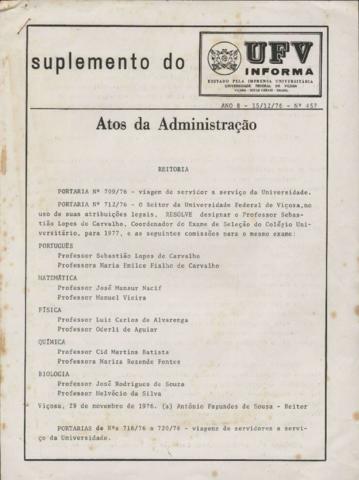 suplemento do
UFV
INFORMA
EDITADO PELA IMPRENSA UNIVERSITÁRIA
UNIVERSIDADE FEDERAL DE VIÇOSA
VIÇOSA - MINAS GERAIS - BRASIL
ANO 8 - 15/12/76 - Nº 457
Atos da Administração
REITORIA
PORTARIA Nº 709/76 - viagem de servidor a serviço da Universidade.
PORTARIA Nº 712/76 - O Reitor da Universidade Federal de Viçosa, no
uso de suas atribuições legais, RESOLVE designar o Professor Sebas-
tião Lopes de Carvalho, Coordenador do Exame de Seleção do Colégio Uni-
versitário, para 1977, e as seguintes comissões para o mesmo exame:
PORTUGUÊS
Professor Sebastião Lopes de Carvalho
Professora Maria Emilce Fialho de Carvalho
MATEMÁTICA
Professor José Mansur Nacif
Professor Manuel Vieira
FÍSICA
Professor Luiz Carlos de Alvarenga
Professor Oderli de Aguiar
QUÍMICA
Professor Cid Martins Batista
Professora Mariza Rezende Fontes
BIOLOGIA
Professor José Rodrigues de Souza
Professor Helvécio da Silva
Viçosa, 29 de novembro de 1976. (a) Antônio Fagundes de Sousa - Reitor
PORTARIAS de Nºs 716/76 a 720/76 - viagens de servidores a servi-
ço da Universidade.